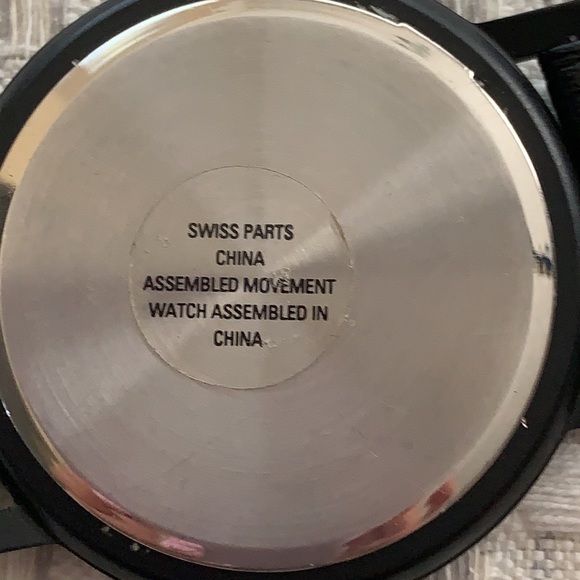 SWISS PARTS
CHINA
ASSEMBLED MOVEMENT
WATCH ASSEMBLED IN
CHINA